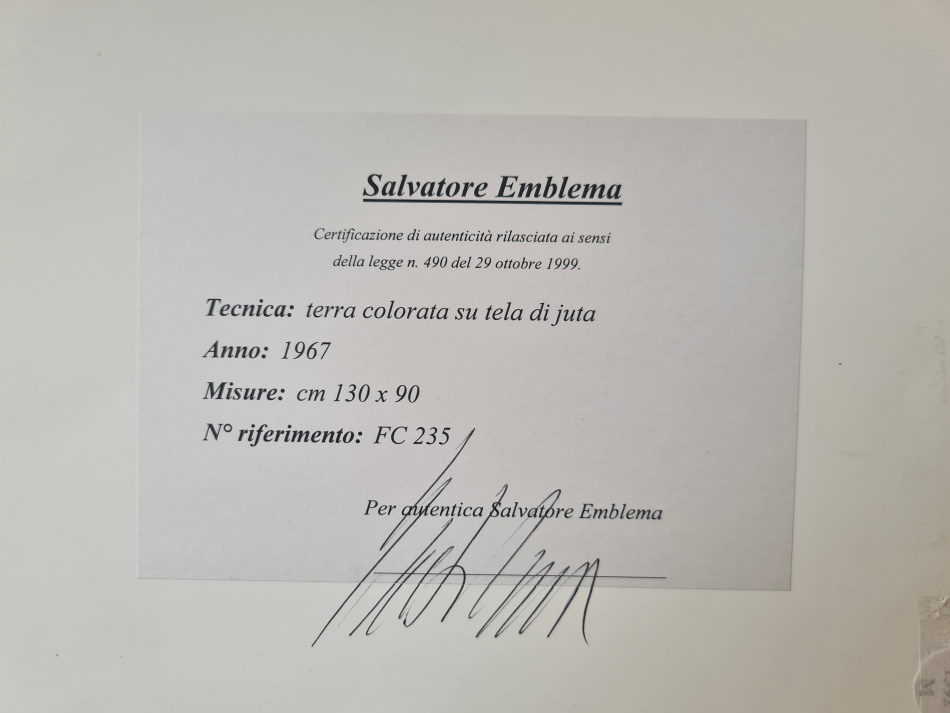 Salvatore Emblema
Certificazione di autenticità rilasciata ai sensi
della legge n. 490 del 29 ottobre 1999.
Tecnica: terra colorata su tela di juta
Anno: 1967
Misure: cm 130 x 90
N° riferimento: FC 235
Per autentica Salvatore Emblema